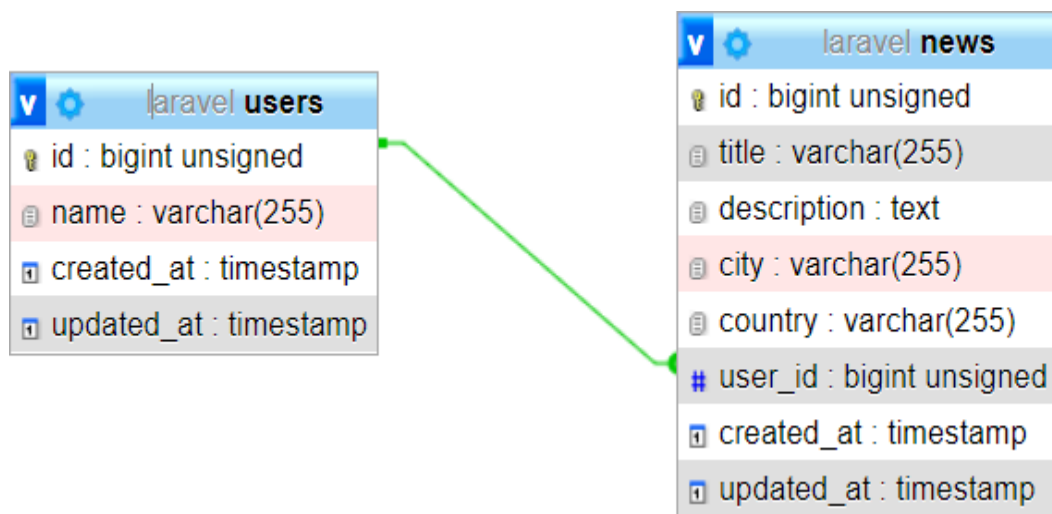 v laravel users
id : bigint unsigned
name : varchar(255)
created_at : timestamp
updated_at : timestamp
v laravel news
id : bigint unsigned
title : varchar(255)
description : text
city : varchar(255)
country : varchar(255)
# user_id : bigint unsigned
created_at : timestamp
updated_at : timestamp